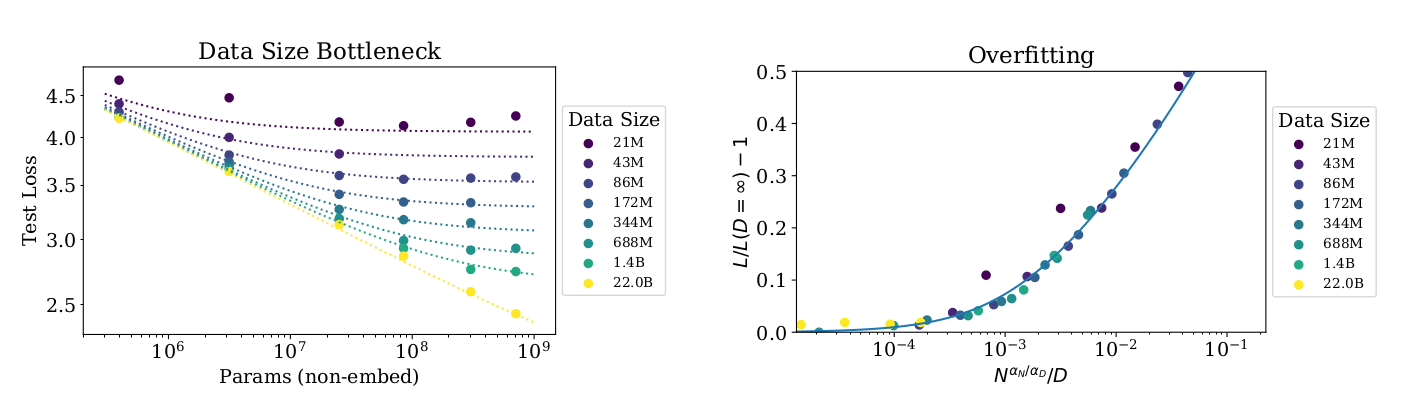 Data Size Bottleneck
Test Loss
4.5
4.0
3.5
3.0
2.5
10^6
10^7
10^8
10^9
Params (non-embed)
Data Size
21M
43M
86M
172M
344M
688M
1.4B
22.0B
Overfitting
L/L(D = ∞) − 1
0.5
0.4
0.3
0.2
0.1
0.0
10^−4
10^−3
10^−2
10^−1
N^{α_N/α_D}/D
Data Size
21M
43M
86M
172M
344M
688M
1.4B
22.0B